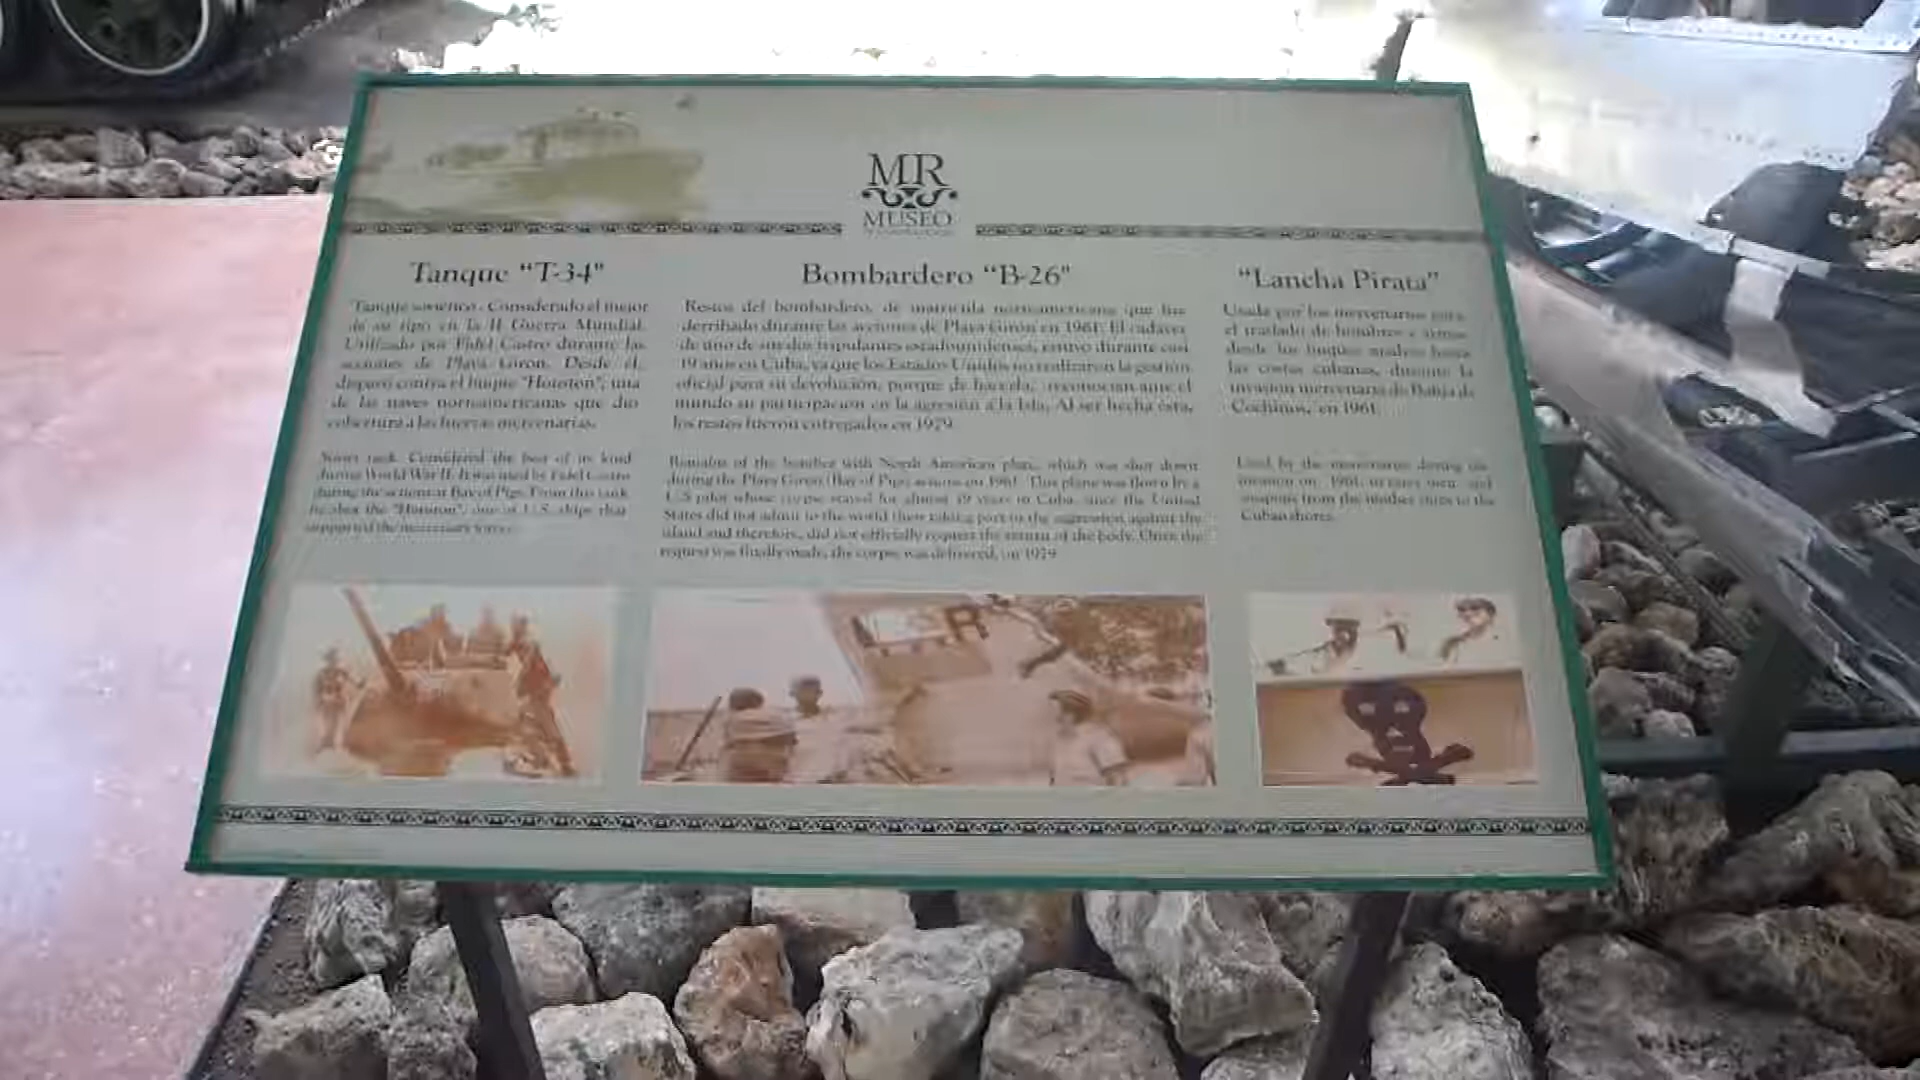 MR
MUSEO
Tanque “T-34”
Tanque soviético. Considerado el mejor
de su tipo en la II Guerra Mundial.
Utilizado por Fidel Castro durante las
acciones de Playa Girón. Desde él,
disparó contra el buque "Houston", una
de las naves norteamericanas que dio
cobertura a las fuerzas mercenarias.
Soviet tank. Considered the best of its kind
during World War II. It was used by Fidel Castro
during the actions at Bay of Pigs. From this tank
he shot the "Houston", one of U.S. ships that
supported the mercenary forces.
Bombardero “B-26”
Restos del bombardero, de matrícula norteamericana que fue
derribado durante las acciones de Playa Girón en 1961. El cadáver
de uno de sus dos tripulantes estadounidenses, estuvo durante casi
19 años en Cuba, ya que los Estados Unidos no realizaron la gestión
oficial para su devolución, porque de hacerla, reconocían ante el
mundo su participación en la agresión a la Isla. Al ser hecha ésta,
los restos fueron entregados en 1979.
Remains of the bomber with North American plate, which was shot down
during the Playa Giron (Bay of Pigs) actions on 1961. This plane was flown by a
U.S pilot whose corpse stayed for almost 19 years in Cuba, since the United
States did not admit to the world their taking part in the aggression against the
island and therefore, did not officially request the return of the body. Once the
request was finally made, the corpse was delivered, on 1979.
“Lancha Pirata”
Usada por los mercenarios para
el traslado de hombres y armas
desde los buques madres hasta
las costas cubanas, durante la
invasión mercenaria de Bahía de
Cochinos, en 1961.
Used by the mercenaries during the
invasion on 1961, to carry men and
weapons from the mother ships to the
Cuban shores.
R